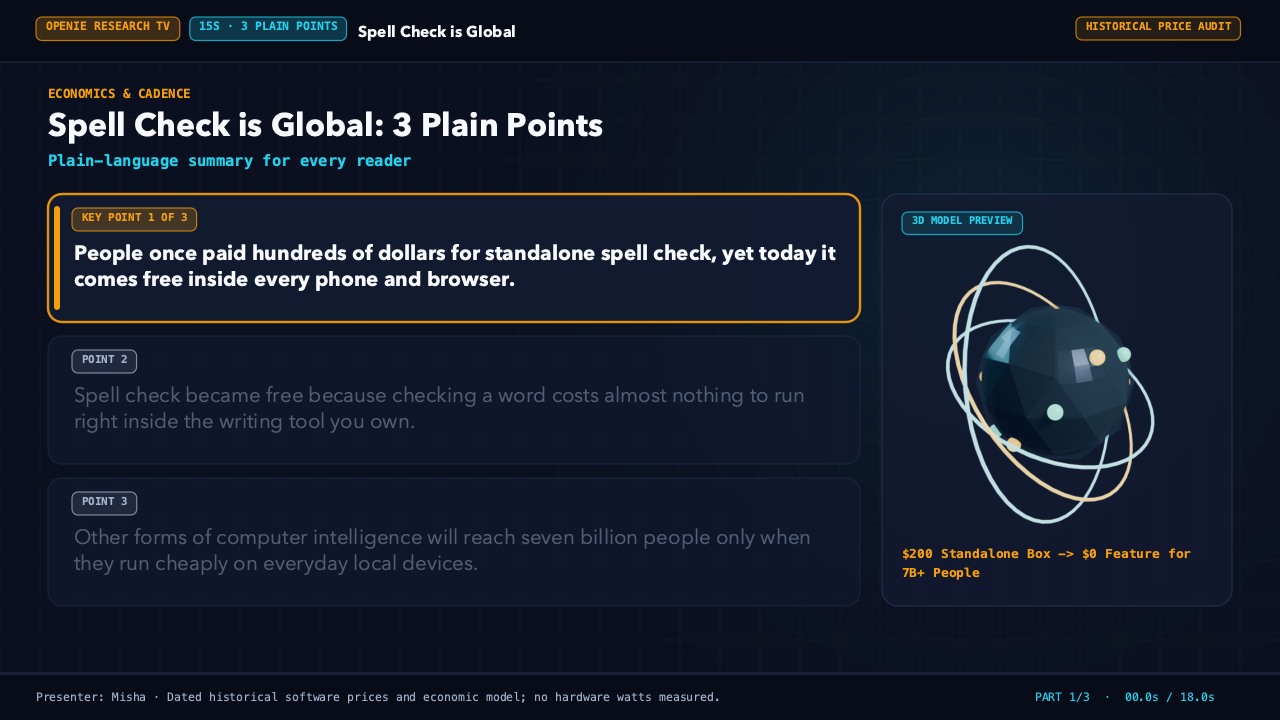 OPENIE RESEARCH TV
15S · 3 PLAIN POINTS
Spell Check is Global
HISTORICAL PRICE AUDIT
ECONOMICS & CADENCE
Spell Check is Global: 3 Plain Points
Plain-language summary for every reader
KEY POINT 1 OF 3
People once paid hundreds of dollars for standalone spell check, yet today it
comes free inside every phone and browser.
POINT 2
Spell check became free because checking a word costs almost nothing to run
right inside the writing tool you own.
POINT 3
Other forms of computer intelligence will reach seven billion people only when
they run cheaply on everyday local devices.
3D MODEL PREVIEW
$200 Standalone Box -> $0 Feature for
7B+ People
Presenter: Misha · Dated historical software prices and economic model; no hardware watts measured.
PART 1/3 · 00.0s / 18.0s